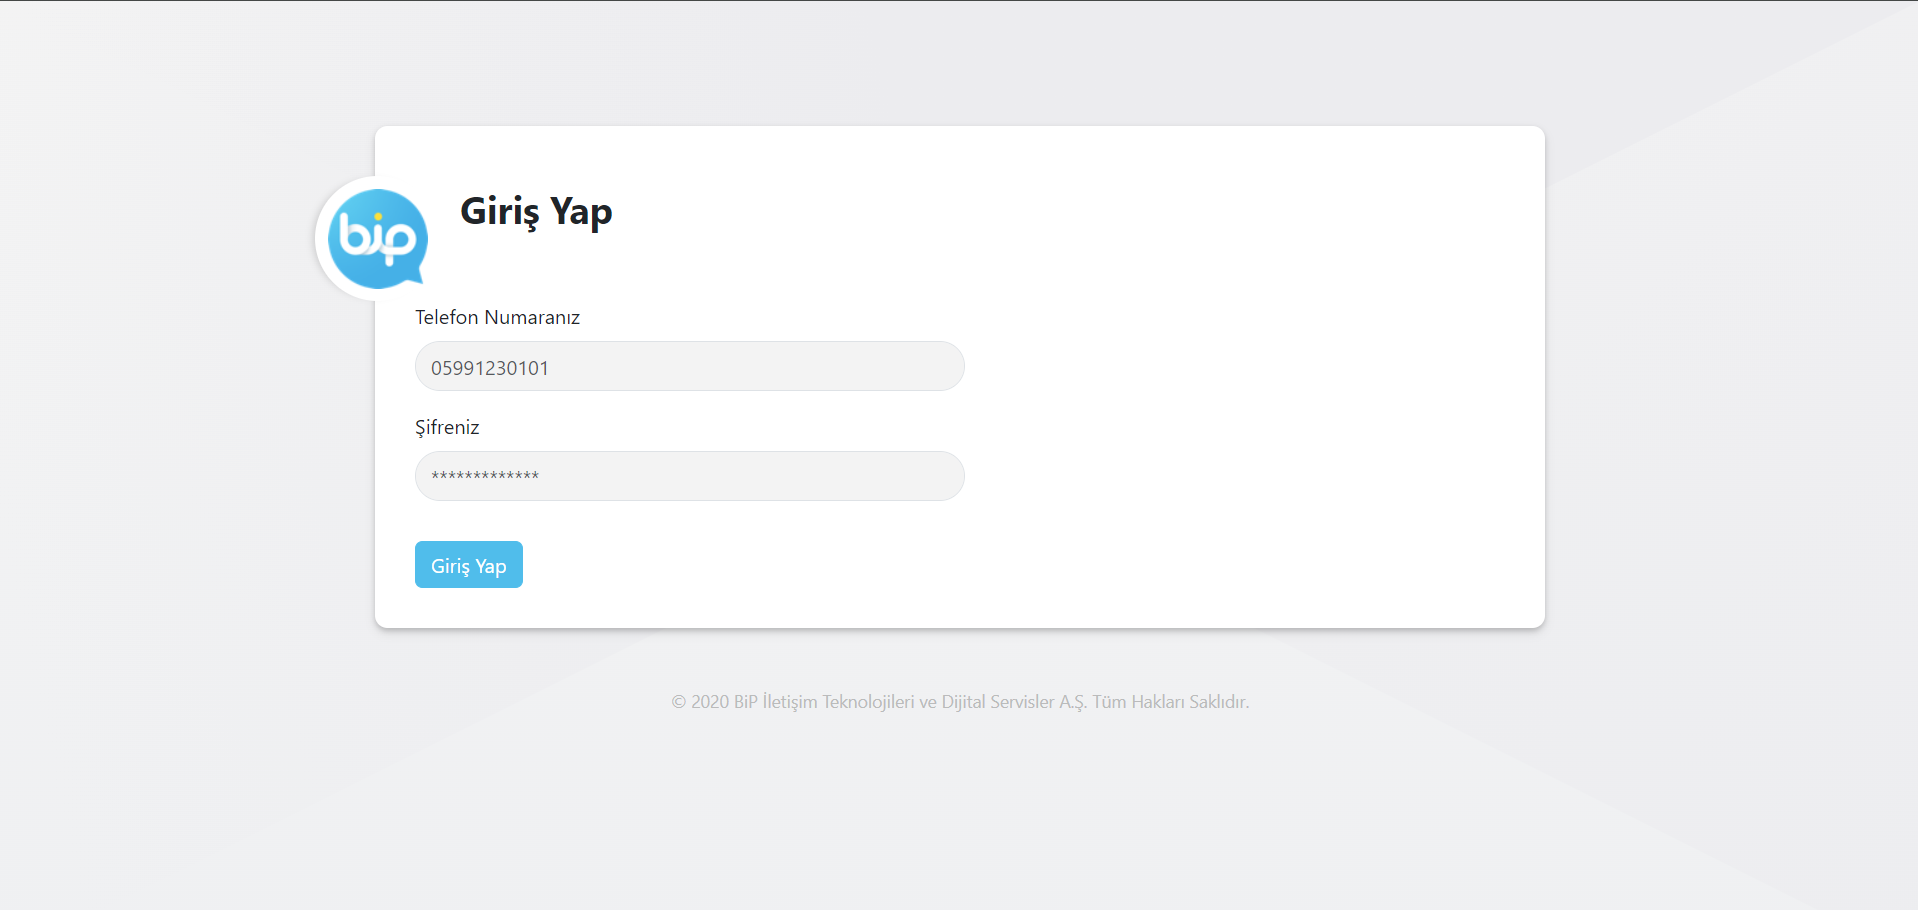 bip
Giriş Yap
Telefon Numaranız
05991230101
Şifreniz
*************
Giriş Yap
© 2020 BiP İletişim Teknolojileri ve Dijital Servisler A.Ş. Tüm Hakları Saklıdır.